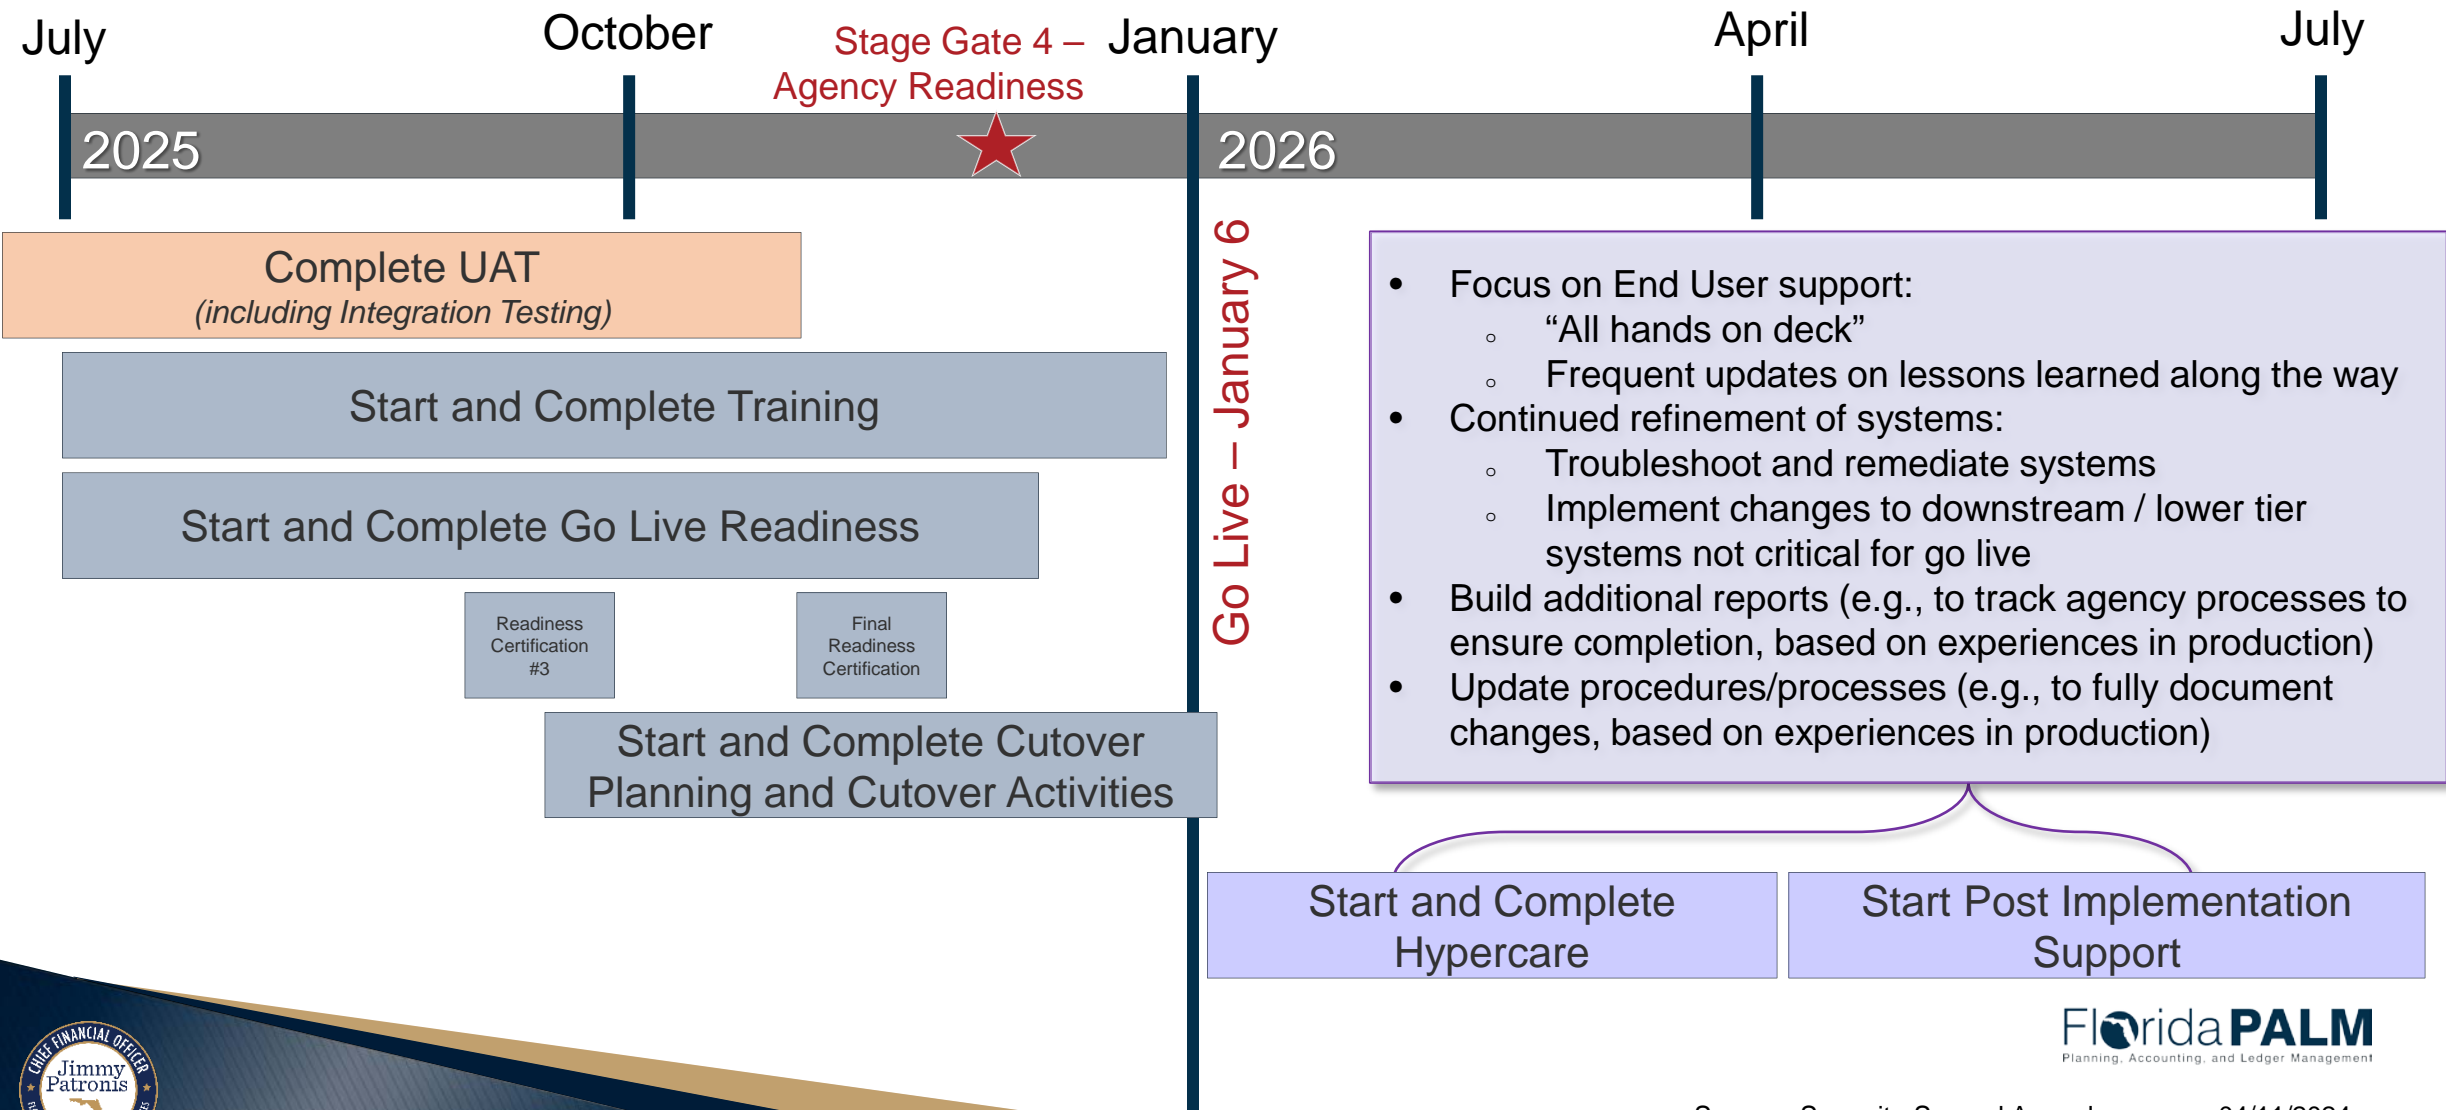 July
October
Stage Gate 4 –
Agency Readiness
January
April
July
2025
2026
Complete UAT
(including Integration Testing)
Start and Complete Training
Start and Complete Go Live Readiness
Readiness
Certification
#3
Final
Readiness
Certification
Start and Complete Cutover
Planning and Cutover Activities
Go Live – January 6
• Focus on End User support:
o “All hands on deck”
o Frequent updates on lessons learned along the way
• Continued refinement of systems:
o Troubleshoot and remediate systems
o Implement changes to downstream / lower tier
systems not critical for go live
• Build additional reports (e.g., to track agency processes to
ensure completion, based on experiences in production)
• Update procedures/processes (e.g., to fully document
changes, based on experiences in production)
Start and Complete
Hypercare
Start Post Implementation
Support
CHIEF FINANCIAL OFFICER
Jimmy
Patronis
Florida PALM
Planning, Accounting, and Ledger Management